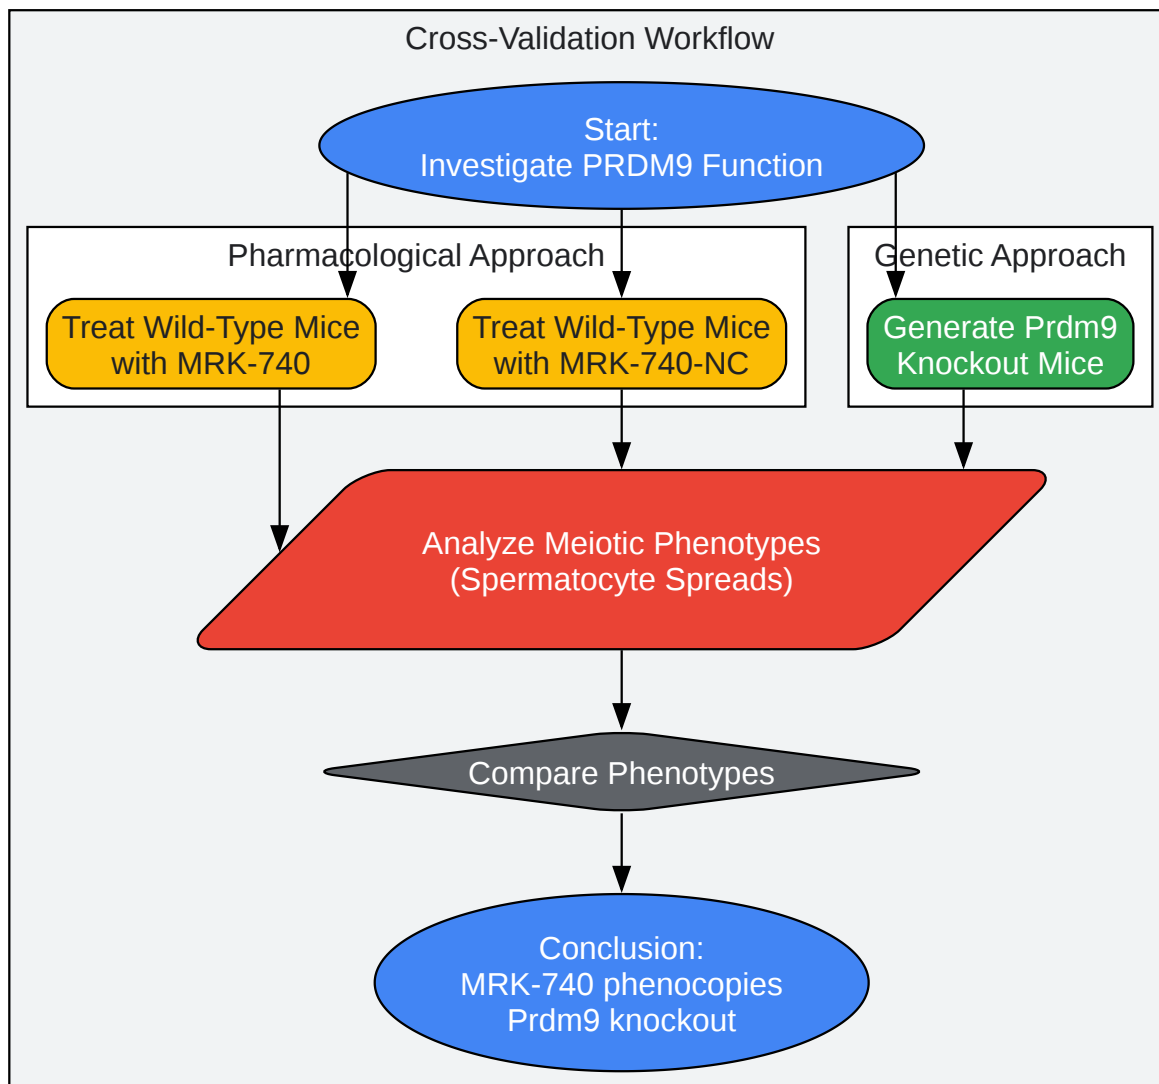 Cross-Validation Workflow
Start:
Investigate PRDM9 Function
Pharmacological Approach
Genetic Approach
Treat Wild-Type Mice
with MRK-740
Treat Wild-Type Mice
with MRK-740-NC
Generate Prdm9
Knockout Mice
Analyze Meiotic Phenotypes
(Spermatocyte Spreads)
Compare Phenotypes
Conclusion:
MRK-740 phenocopies
Prdm9 knockout